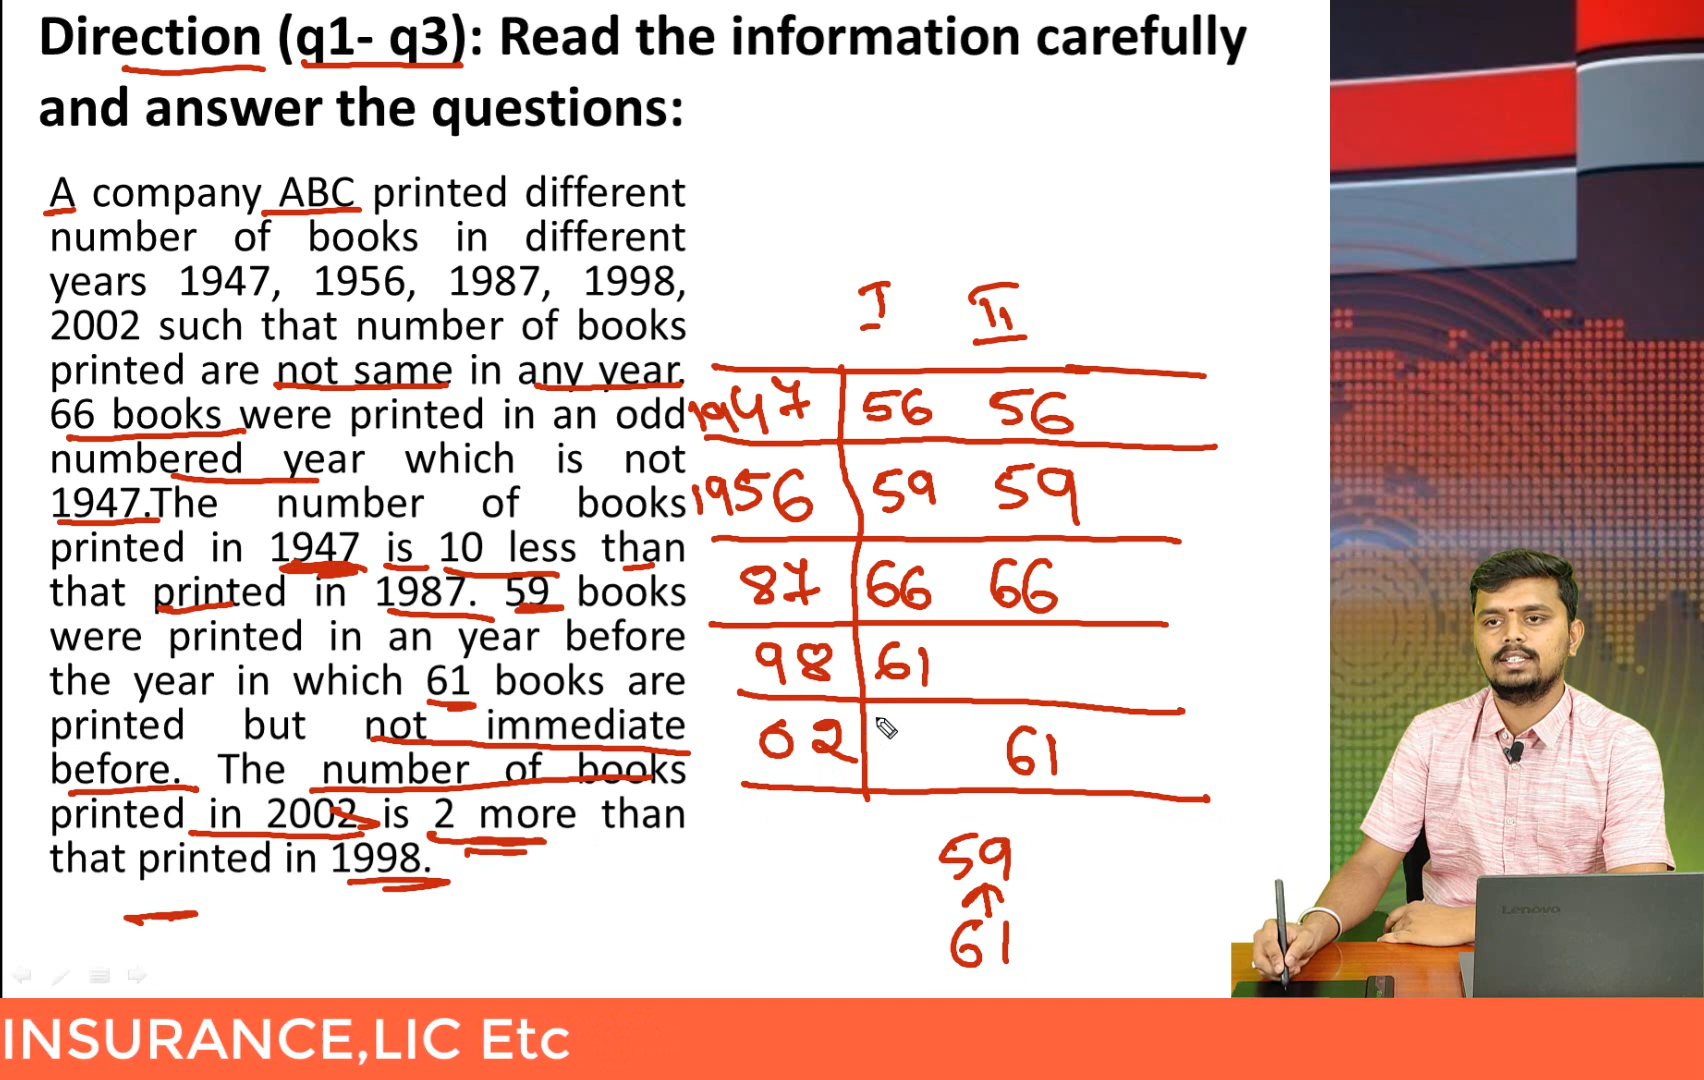 Direction (q1- q3): Read the information carefully
and answer the questions:
A company ABC printed different
number of books in different
years 1947, 1956, 1987, 1998,
2002 such that number of books
printed are not same in any year.
66 books were printed in an odd
numbered year which is not
1947.The number of books
printed in 1947 is 10 less than
that printed in 1987. 59 books
were printed in an year before
the year in which 61 books are
printed but not immediate
before. The number of books
printed in 2002 is 2 more than
that printed in 1998.
I II
1947 56 56
1956 59 59
87 66 66
98 61
02 61
59
61
Lenovo
INSURANCE,LIC Etc